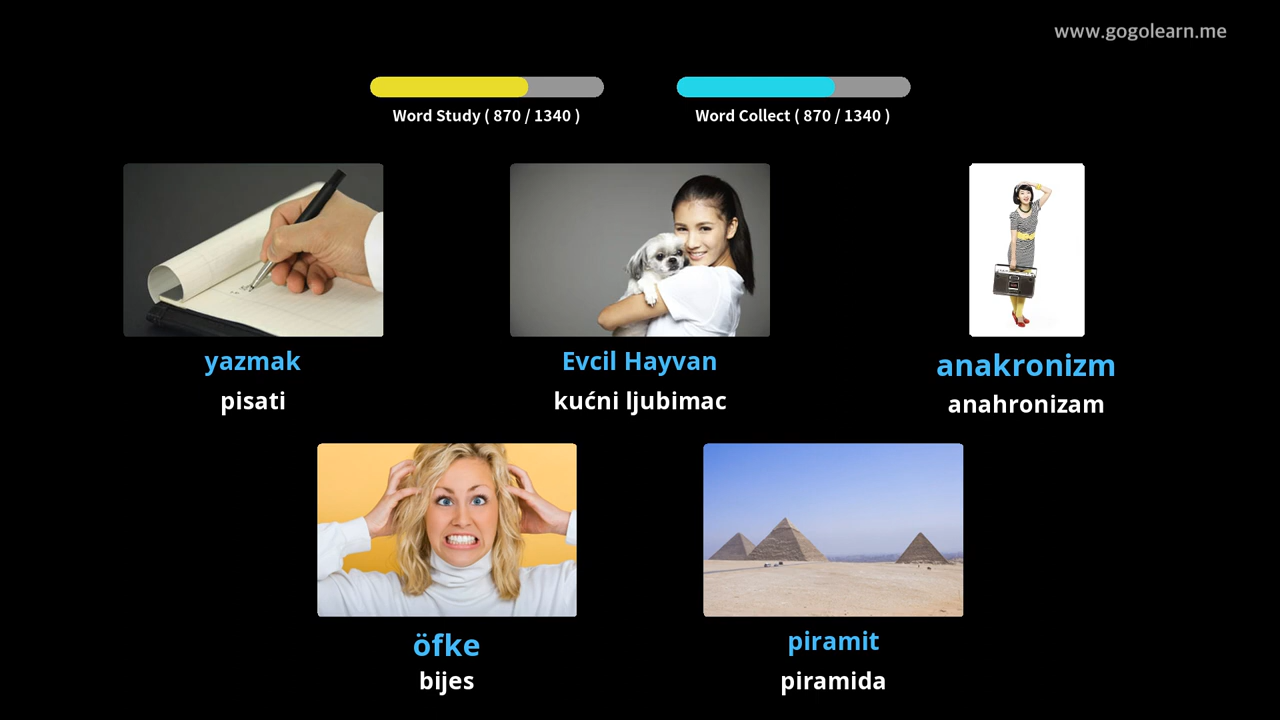 www.gogolearn.me
Word Study ( 870 / 1340 )
Word Collect ( 870 / 1340 )
yazmak
pisati
Evcil Hayvan
kućni ljubimac
anakronizm
anahronizam
öfke
bijes
piramit
piramida